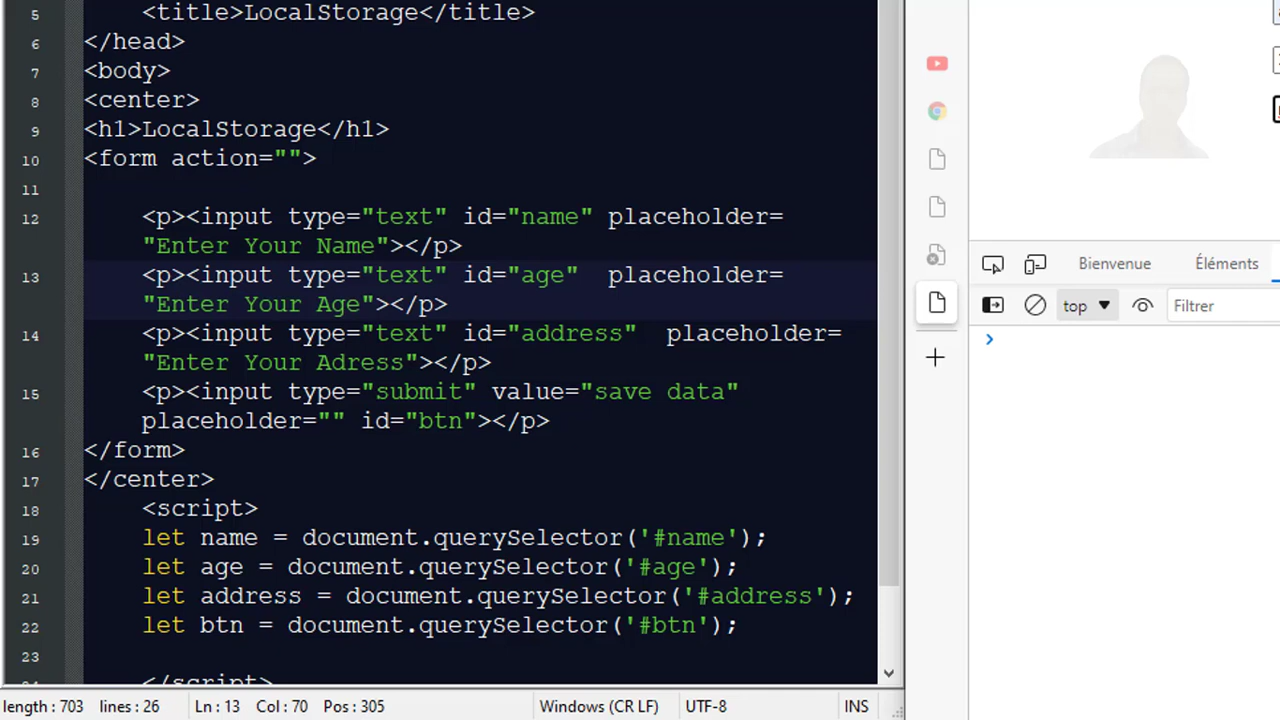 5 <title>LocalStorage</title>
6 </head>
7 <body>
8 <center>
9 <h1>LocalStorage</h1>
10 <form action="">
11
12 <p><input type="text" id="name" placeholder=
"Enter Your Name"></p>
13 <p><input type="text" id="age"  placeholder=
"Enter Your Age"></p>
14 <p><input type="text" id="address"  placeholder=
"Enter Your Adress"></p>
15 <p><input type="submit" value="save data"
placeholder="" id="btn"></p>
16 </form>
17 </center>
18 <script>
19 let name = document.querySelector('#name');
20 let age = document.querySelector('#age');
21 let address = document.querySelector('#address');
22 let btn = document.querySelector('#btn');
23
</script>
length : 703 lines : 26 Ln : 13 Col : 70 Pos : 305 Windows (CR LF) UTF-8 INS
Bienvenue Éléments
top Filtrer